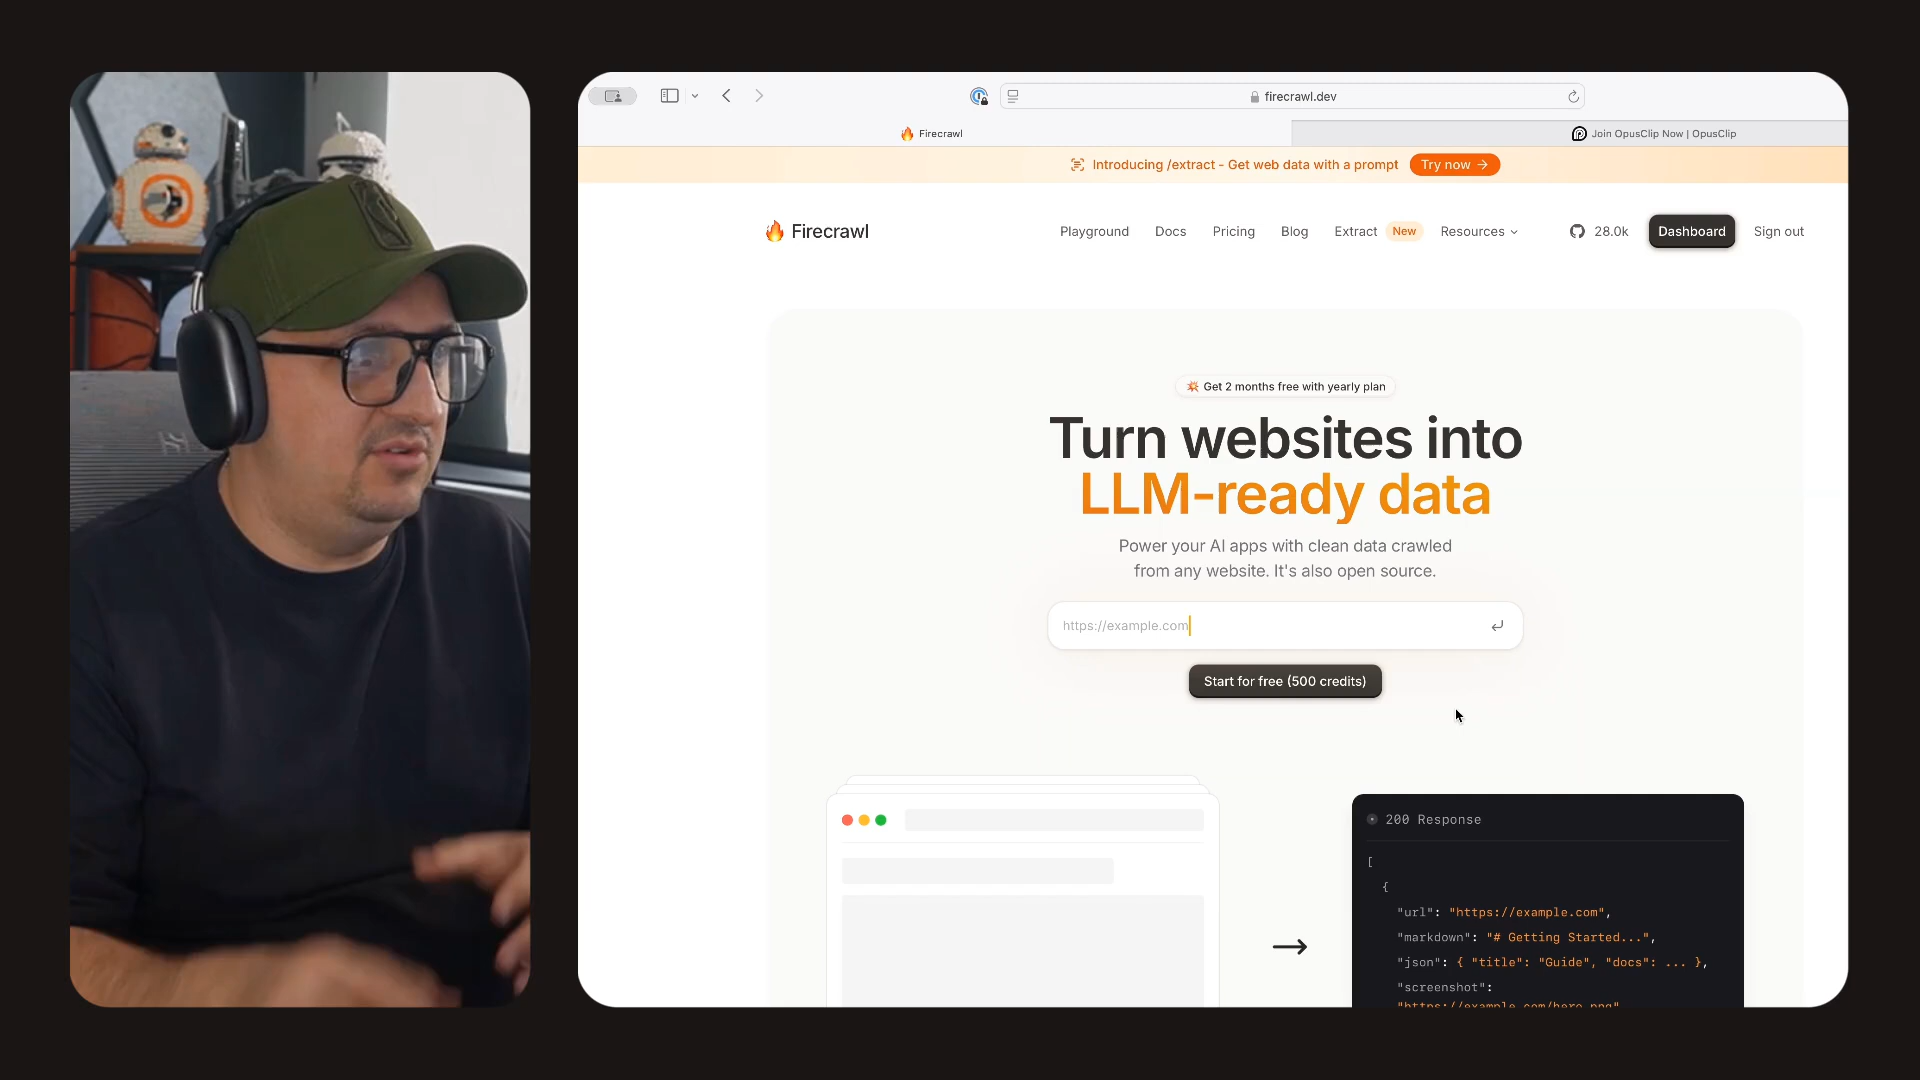 firecrawl.dev
Firecrawl
Join OpusClip Now | OpusClip
Introducing /extract - Get web data with a prompt
Try now →
Firecrawl
Playground
Docs
Pricing
Blog
Extract
New
Resources
28.0k
Dashboard
Sign out
Get 2 months free with yearly plan
Turn websites into
LLM-ready data
Power your AI apps with clean data crawled
from any website. It's also open source.
https://example.com
Start for free (500 credits)
200 Response
[
{
"url": "https://example.com",
"markdown": "# Getting Started...",
"json": { "title": "Guide", "docs": ... },
"screenshot":
"https://example.com/hero.png"